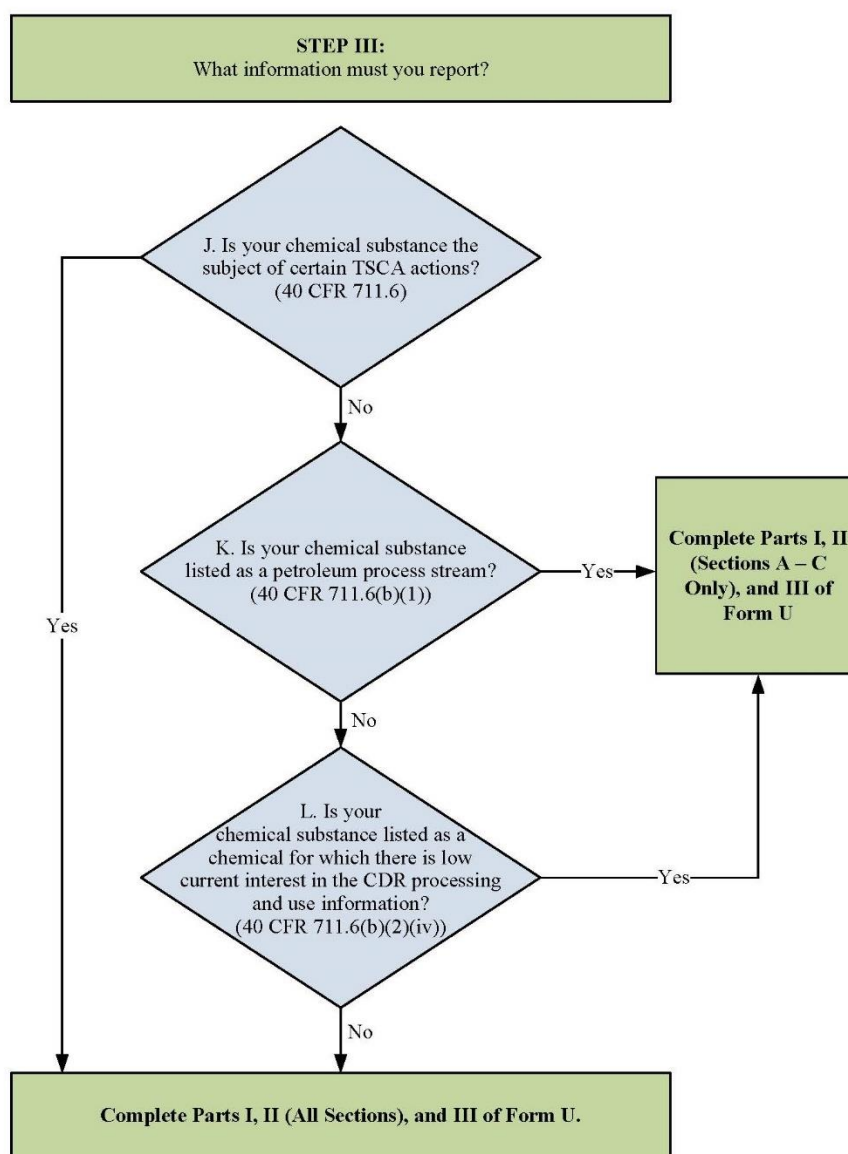 STEP III:
What information must you report?
J. Is your chemical substance the
subject of certain TSCA actions?
(40 CFR 711.6)
No
K. Is your chemical substance
listed as a petroleum process stream?
(40 CFR 711.6(b)(1))
Yes
Complete Parts I, II
(Sections A – C
Only), and III of
Form U
Yes
No
L. Is your
chemical substance listed as a
chemical for which there is low
current interest in the CDR processing
and use information?
(40 CFR 711.6(b)(2)(iv))
Yes
No
Complete Parts I, II (All Sections), and III of Form U.